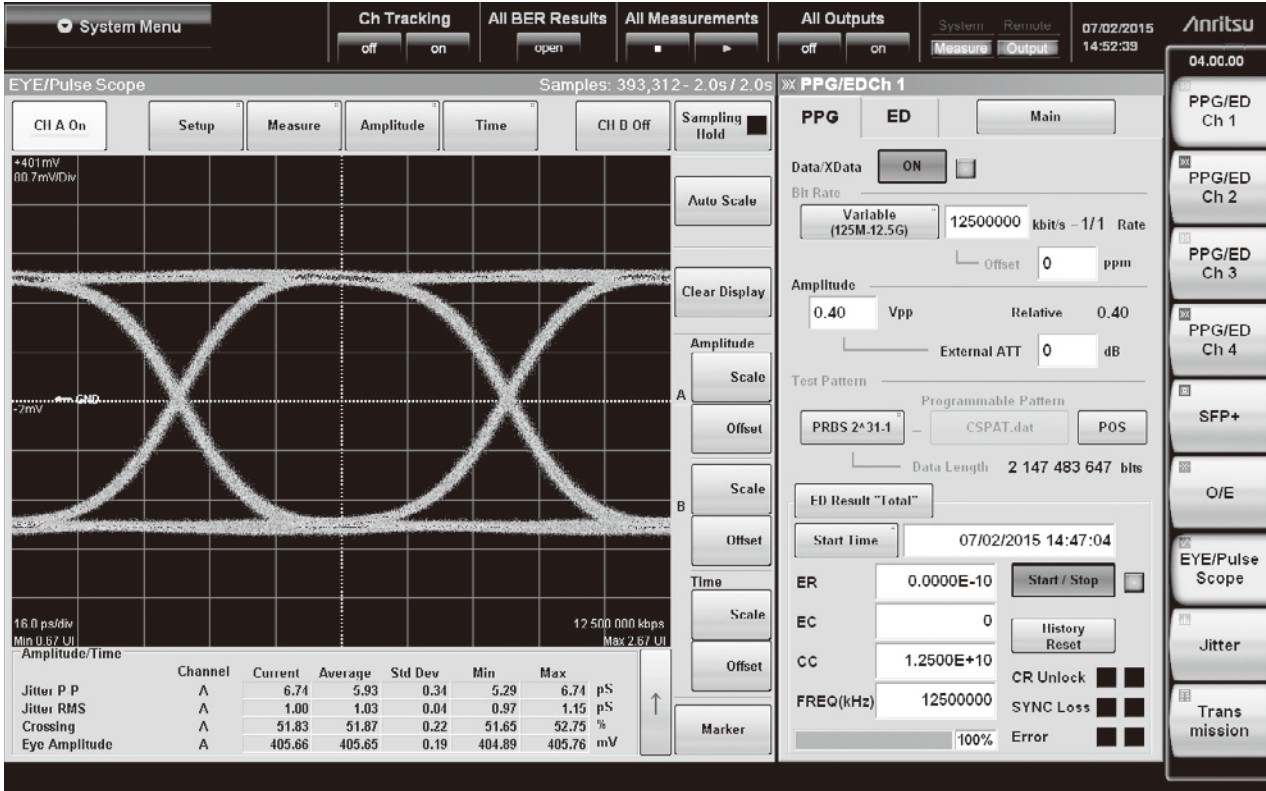 System Menu
Ch Tracking
off on
All BER Results
open
All Measurements
All Outputs
off on
System Remote
Measure Output
07/02/2015
14:52:39
Anritsu
04.00.00
EYE/Pulse Scope
Samples: 393,312 - 2.0s / 2.0s
CH A On
Setup
Measure
Amplitude
Time
CH B Off
Sampling
Hold
+401mV
80.7mV/Div
GND
-2mV
16.0 ps/div
Min 0.67 UI
12 500 000 kbps
Max 2.67 UI
Auto Scale
Clear Display
Amplitude
A
Scale
Offset
B
Scale
Offset
Time
Scale
Offset
Marker
Amplitude/Time
Channel Current Average Std Dev Min Max
Jitter P-P A 6.74 5.93 0.34 5.29 6.74 pS
Jitter RMS A 1.00 1.03 0.04 0.97 1.15 pS
Crossing A 51.83 51.87 0.22 51.65 52.75 %
Eye Amplitude A 405.66 405.65 0.19 404.89 405.76 mV
PPG/EDCh 1
PPG
ED
Main
Data/XData ON
Bit Rate
Variable
(125M-12.5G)
12500000 kbit/s - 1/1 Rate
Offset 0 ppm
Amplitude
0.40 Vpp Relative 0.40
External ATT 0 dB
Test Pattern
Programmable Pattern
PRBS 2^31-1 CSPAT.dat POS
Data Length 2 147 483 647 bits
ED Result "Total"
Start Time 07/02/2015 14:47:04
ER 0.0000E-10 Start / Stop
EC 0
History
Reset
CC 1.2500E+10
CR Unlock
FREQ(kHz) 12500000
SYNC Loss
100%
Error
PPG/ED
Ch 1
PPG/ED
Ch 2
PPG/ED
Ch 3
PPG/ED
Ch 4
SFP+
O/E
EYE/Pulse
Scope
Jitter
Trans
mission